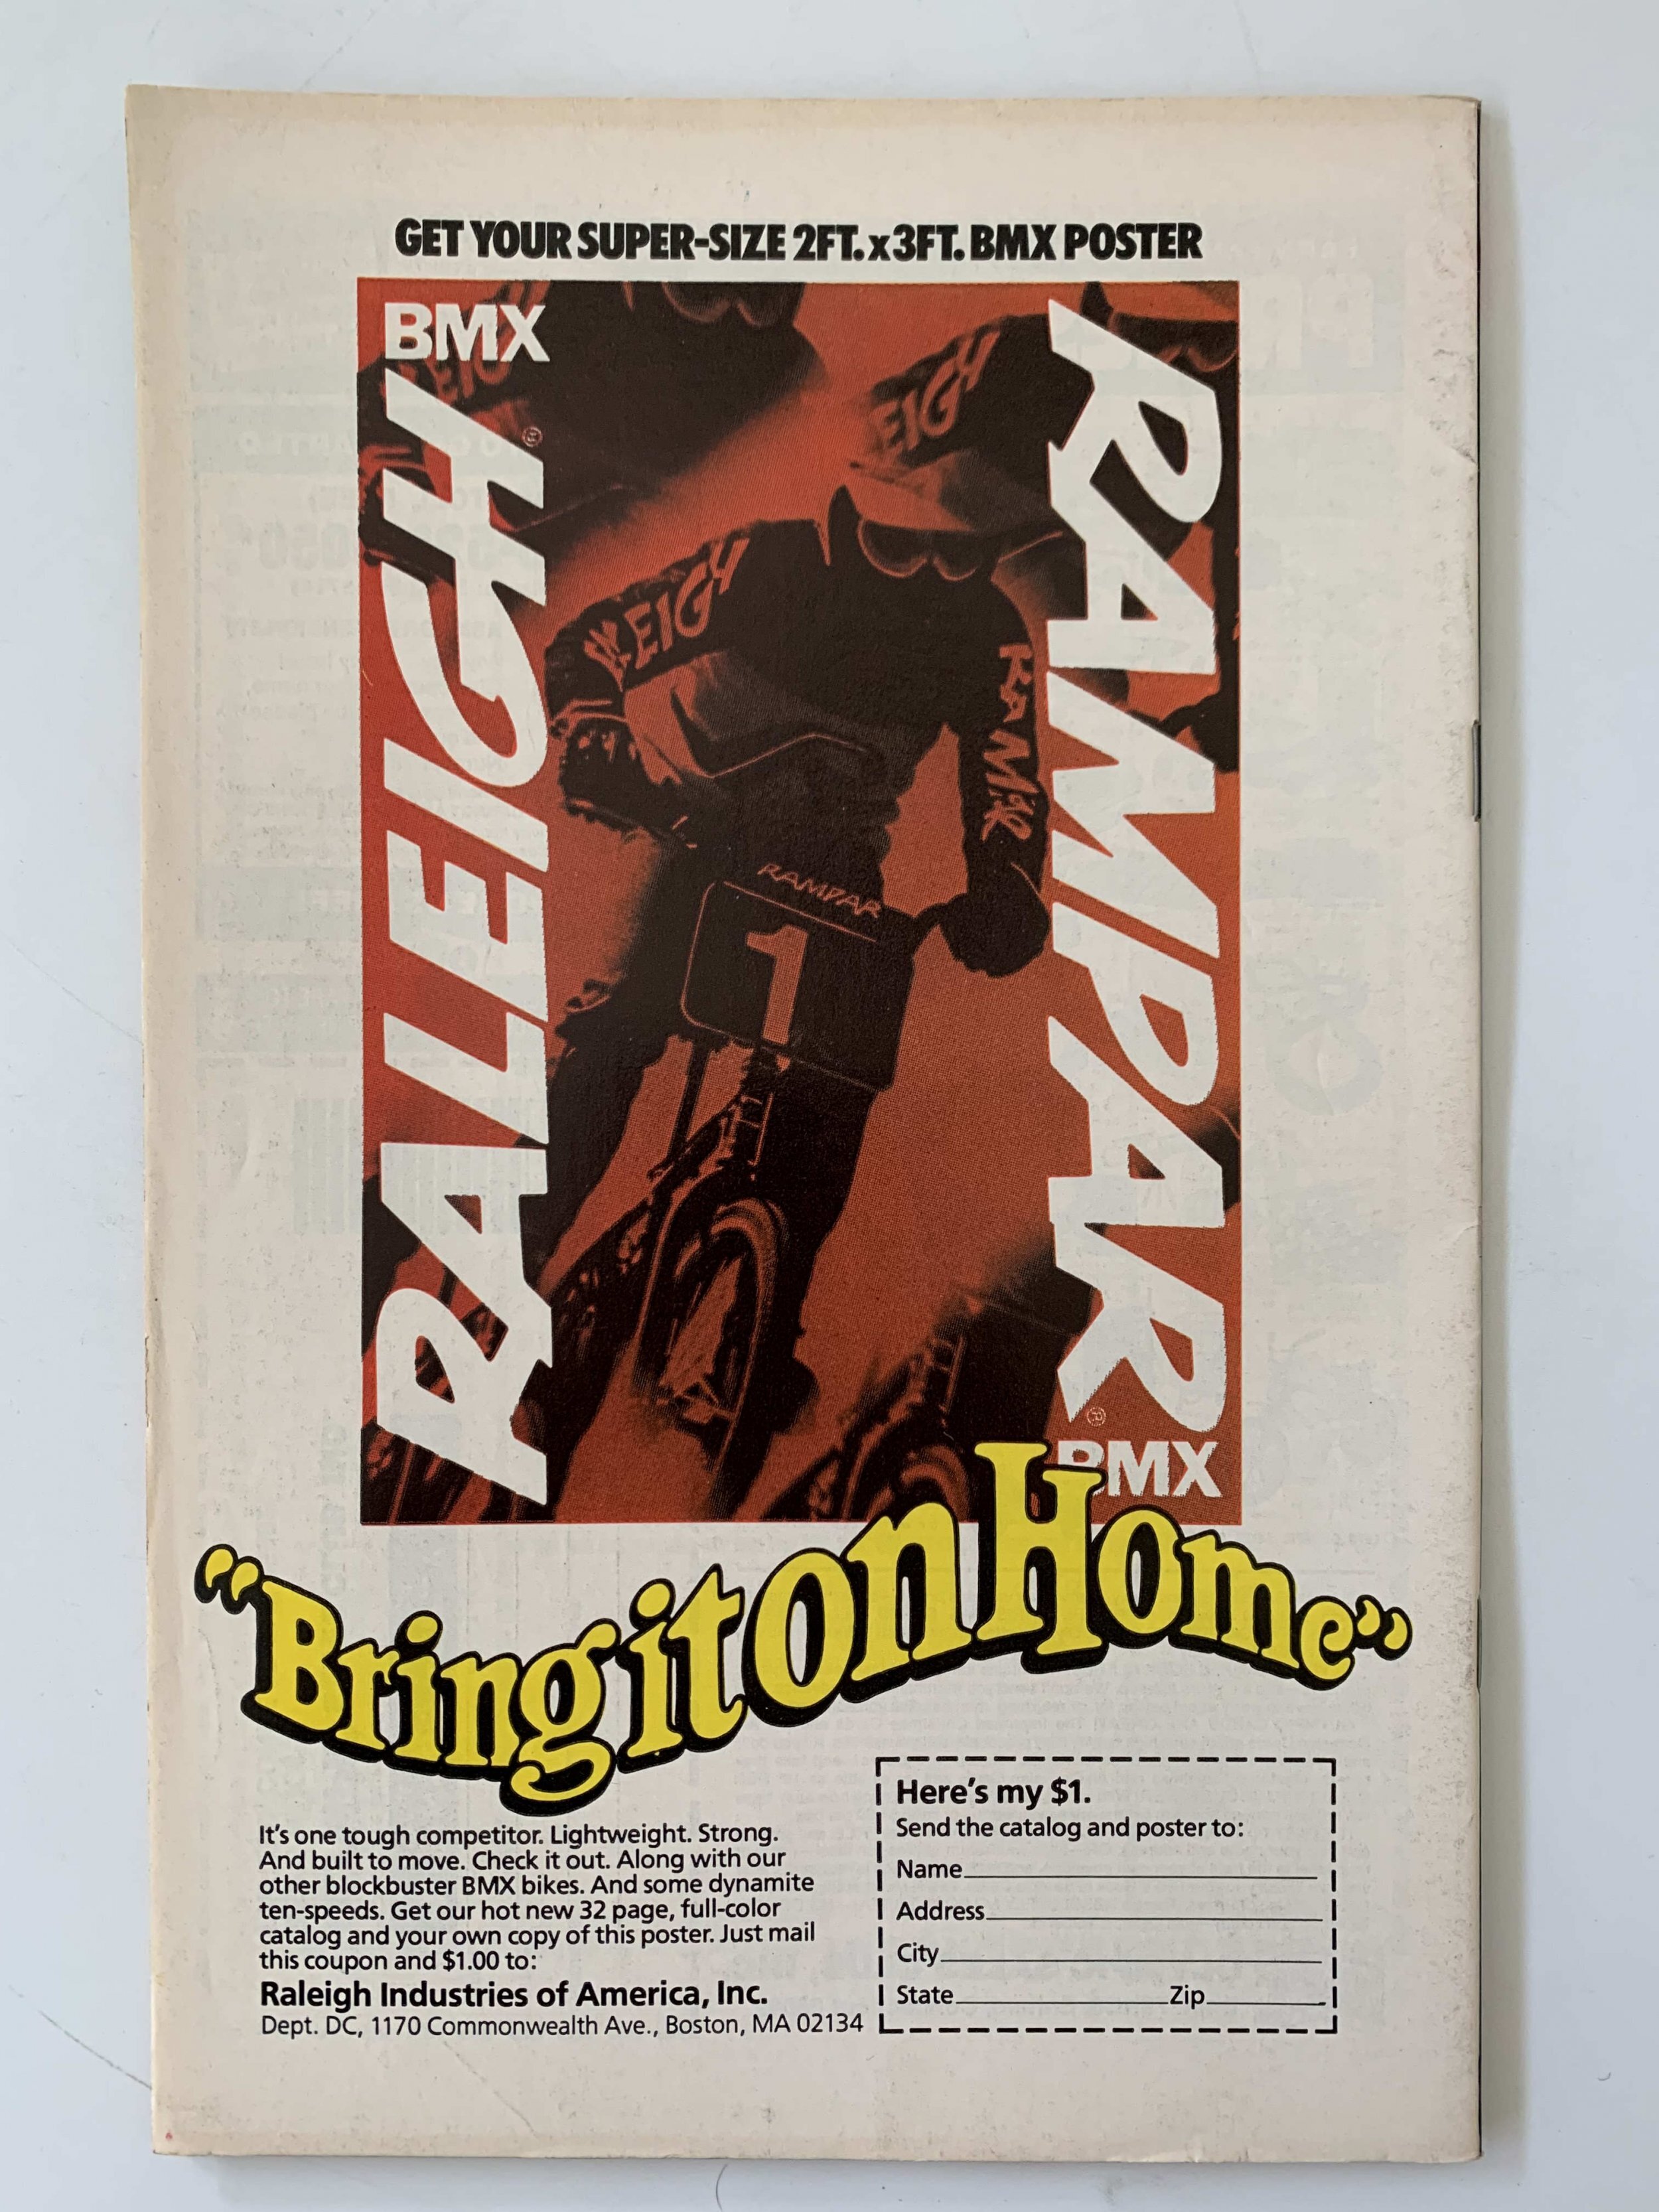 GET YOUR SUPER-SIZE 2FT.x3FT. BMX POSTER
BMX
RALEIGH®
RAMPAR®
BMX
EIGH
LEIGH
RAMPAR
RAMPAR
1
"Bring it on Home"
It's one tough competitor. Lightweight. Strong.
And built to move. Check it out. Along with our
other blockbuster BMX bikes. And some dynamite
ten-speeds. Get our hot new 32 page, full-color
catalog and your own copy of this poster. Just mail
this coupon and $1.00 to:
Raleigh Industries of America, Inc.
Dept. DC, 1170 Commonwealth Ave., Boston, MA 02134
Here's my $1.
Send the catalog and poster to:
Name
Address
City
State Zip